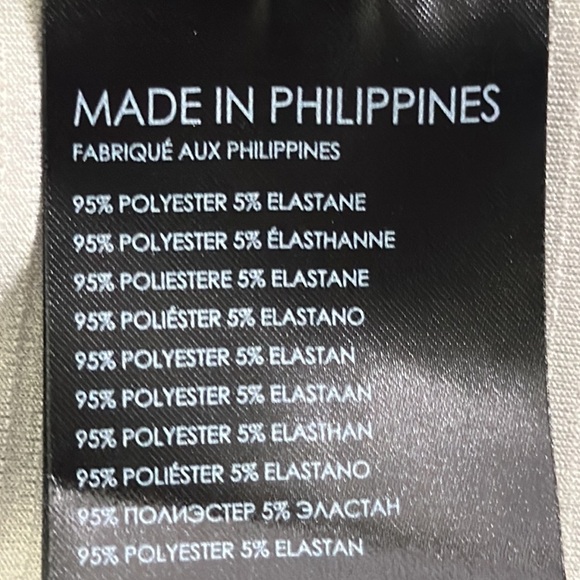 MADE IN PHILIPPINES
FABRIQUÉ AUX PHILIPPINES
95% POLYESTER 5% ELASTANE
95% POLYESTER 5% ÉLASTHANNE
95% POLIESTERE 5% ELASTANE
95% POLIÉSTER 5% ELASTANO
95% POLYESTER 5% ELASTAN
95% POLYESTER 5% ELASTAAN
95% POLYESTER 5% ELASTHAN
95% POLIÉSTER 5% ELASTANO
95% ПОЛИЭСТЕР 5% ЭЛАСТАН
95% POLYESTER 5% ELASTAN